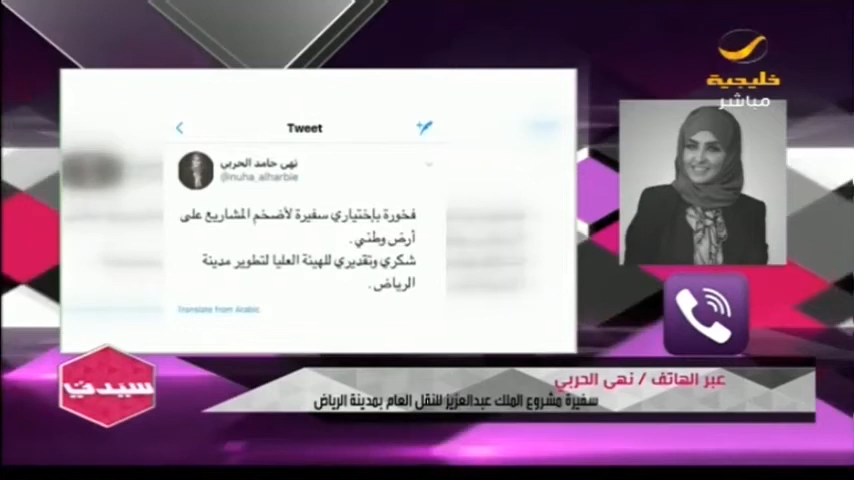 خليجية
مباشر
Tweet
نهى حامد الحربي
@nuha_alharbie
فخورة بإختياري سفيرة لأضخم المشاريع على
أرض وطني .
شكري وتقديري للهيئة العليا لتطوير مدينة
الرياض .
Translate from Arabic
سيدتي
عبر الهاتف / نهى الحربي
سفيرة مشروع الملك عبدالعزيز للنقل العام بمدينة الرياض